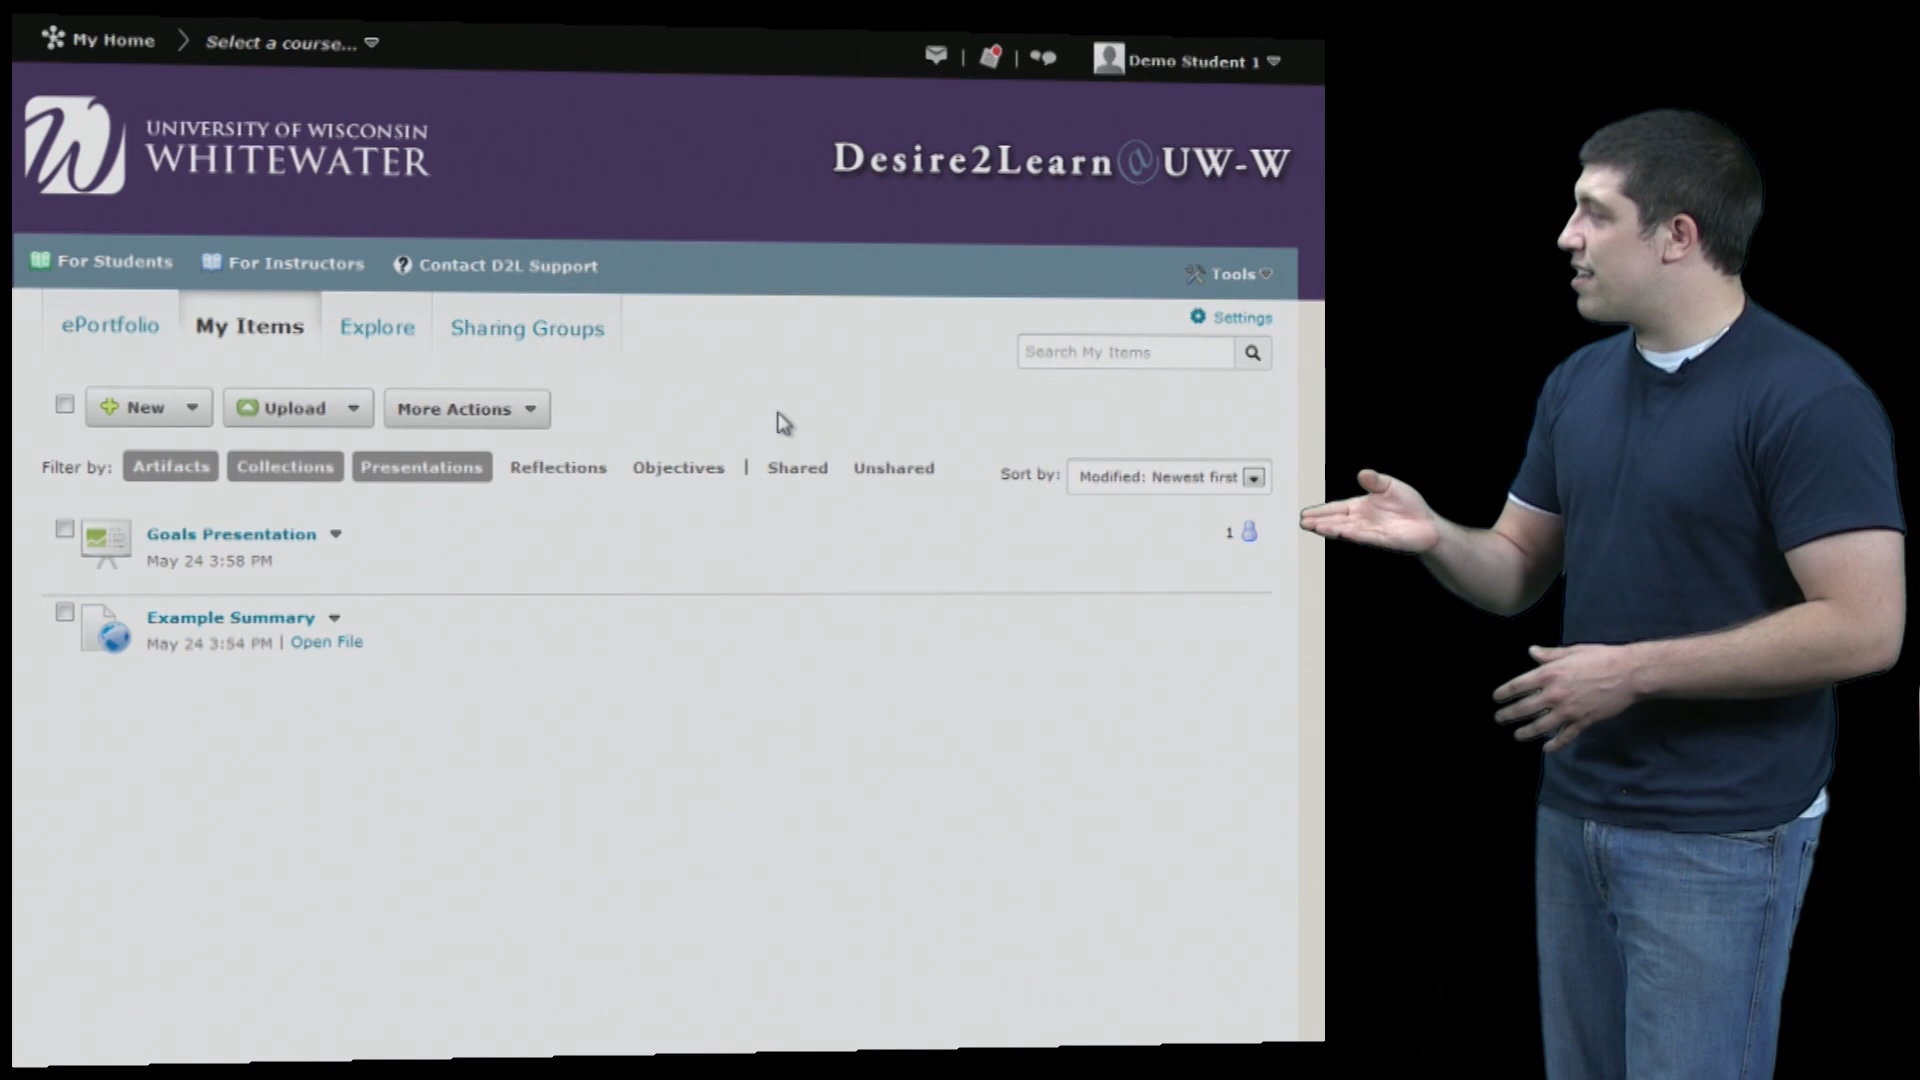 My Home
Select a course...
Demo Student 1
UNIVERSITY OF WISCONSIN
WHITEWATER
Desire2Learn@UW-W
For Students
For Instructors
Contact D2L Support
Tools
ePortfolio
My Items
Explore
Sharing Groups
Settings
Search My Items
New
Upload
More Actions
Filter by: Artifacts Collections Presentations Reflections Objectives | Shared Unshared
Sort by: Modified: Newest first
Goals Presentation
1
May 24 3:58 PM
Example Summary
May 24 3:54 PM | Open File